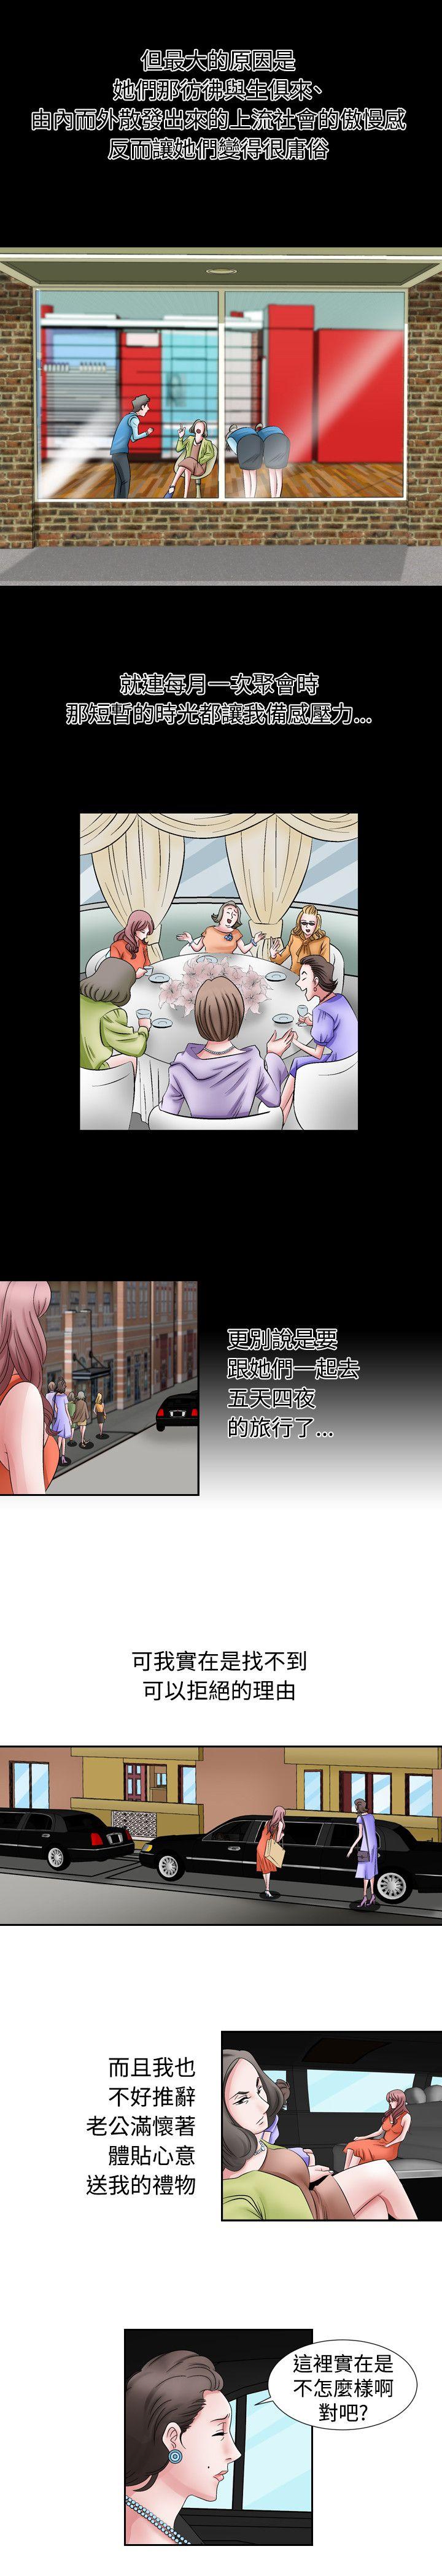 但最大的原因是
她們那彷彿與生俱來、
由內而外散發出來的上流社會的傲慢感
反而讓她們變得很庸俗
就連每月一次聚會時
那短暫的時光都讓我備感壓力...
更別說是要
跟她們一起去
五天四夜
的旅行了...
可我實在是找不到
可以拒絕的理由
而且我也
不好推辭
老公滿懷著
體貼心意
送我的禮物
這裡實在是
不怎麼樣啊
對吧?